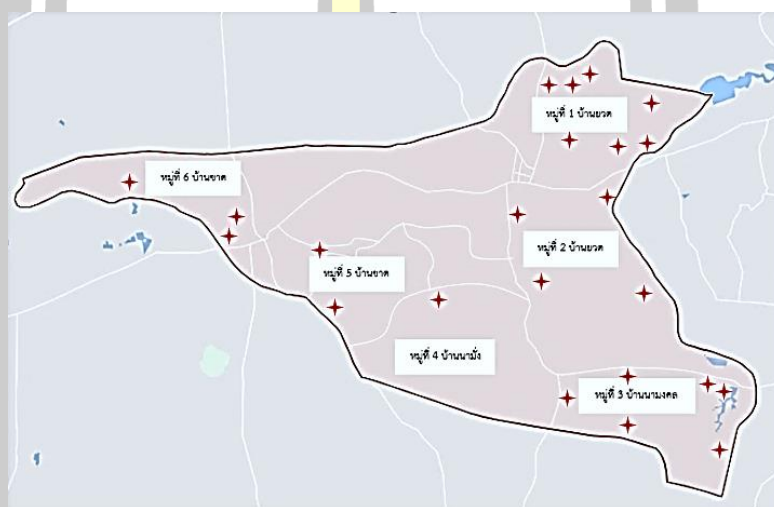 หมู่ที่ 1 บ้านยวด
หมู่ที่ 6 บ้านขาด
หมู่ที่ 2 บ้านยวด
หมู่ที่ 5 บ้านขาด
หมู่ที่ 4 บ้านนามั่ง
หมู่ที่ 3 บ้านนามงคล